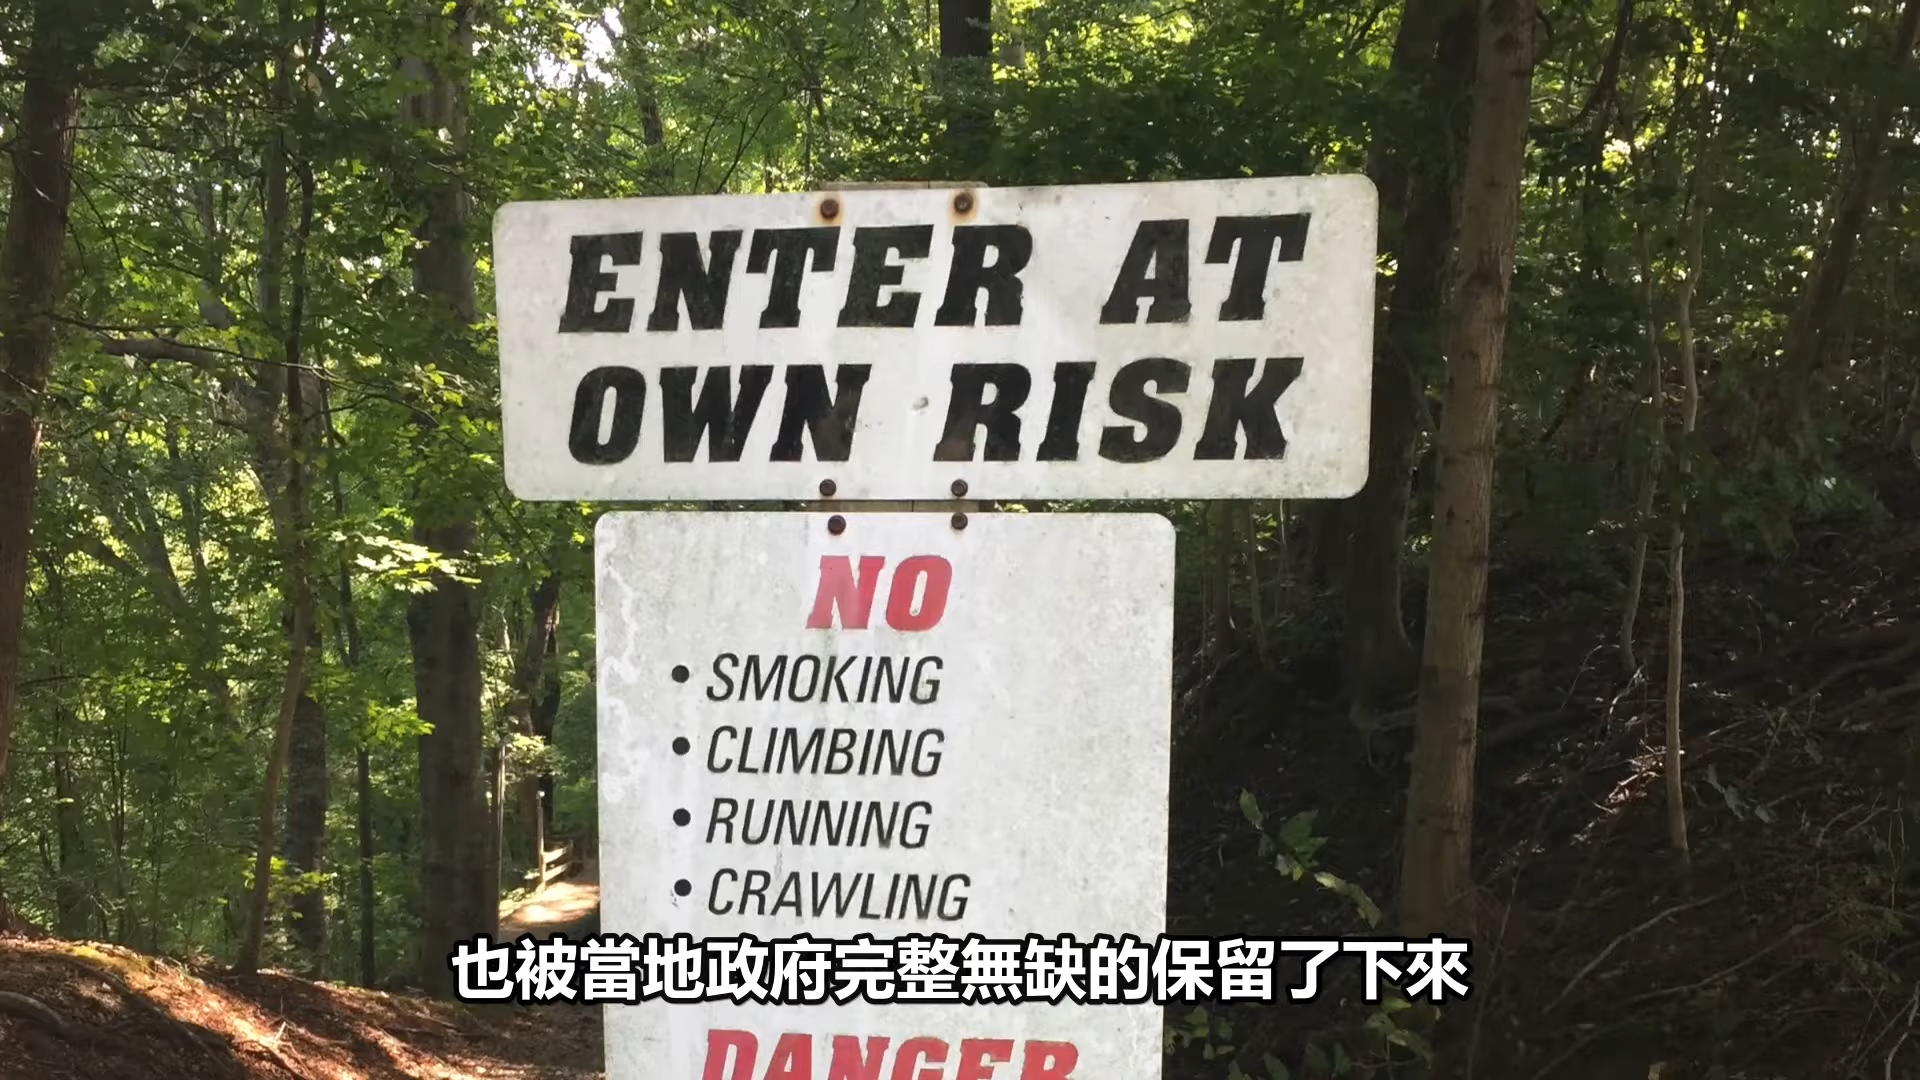 ENTER AT
OWN RISK
NO
• SMOKING
• CLIMBING
• RUNNING
• CRAWLING
也被當地政府完整無缺的保留了下來
DANGER